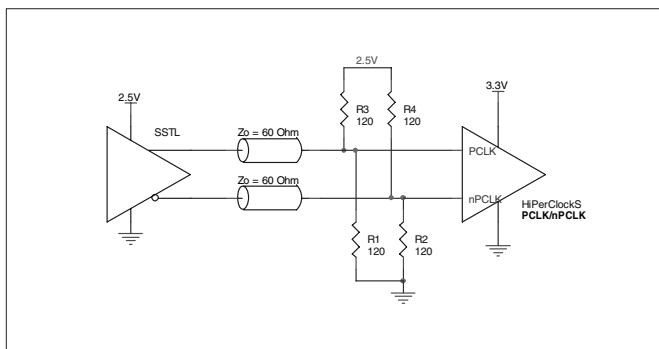 2.5V
3.3V
2.5V
R3
120
R4
120
SSTL
Zo = 60 Ohm
PCLK
Zo = 60 Ohm
nPCLK
HiPerClockS
PCLK/nPCLK
R1
120
R2
120